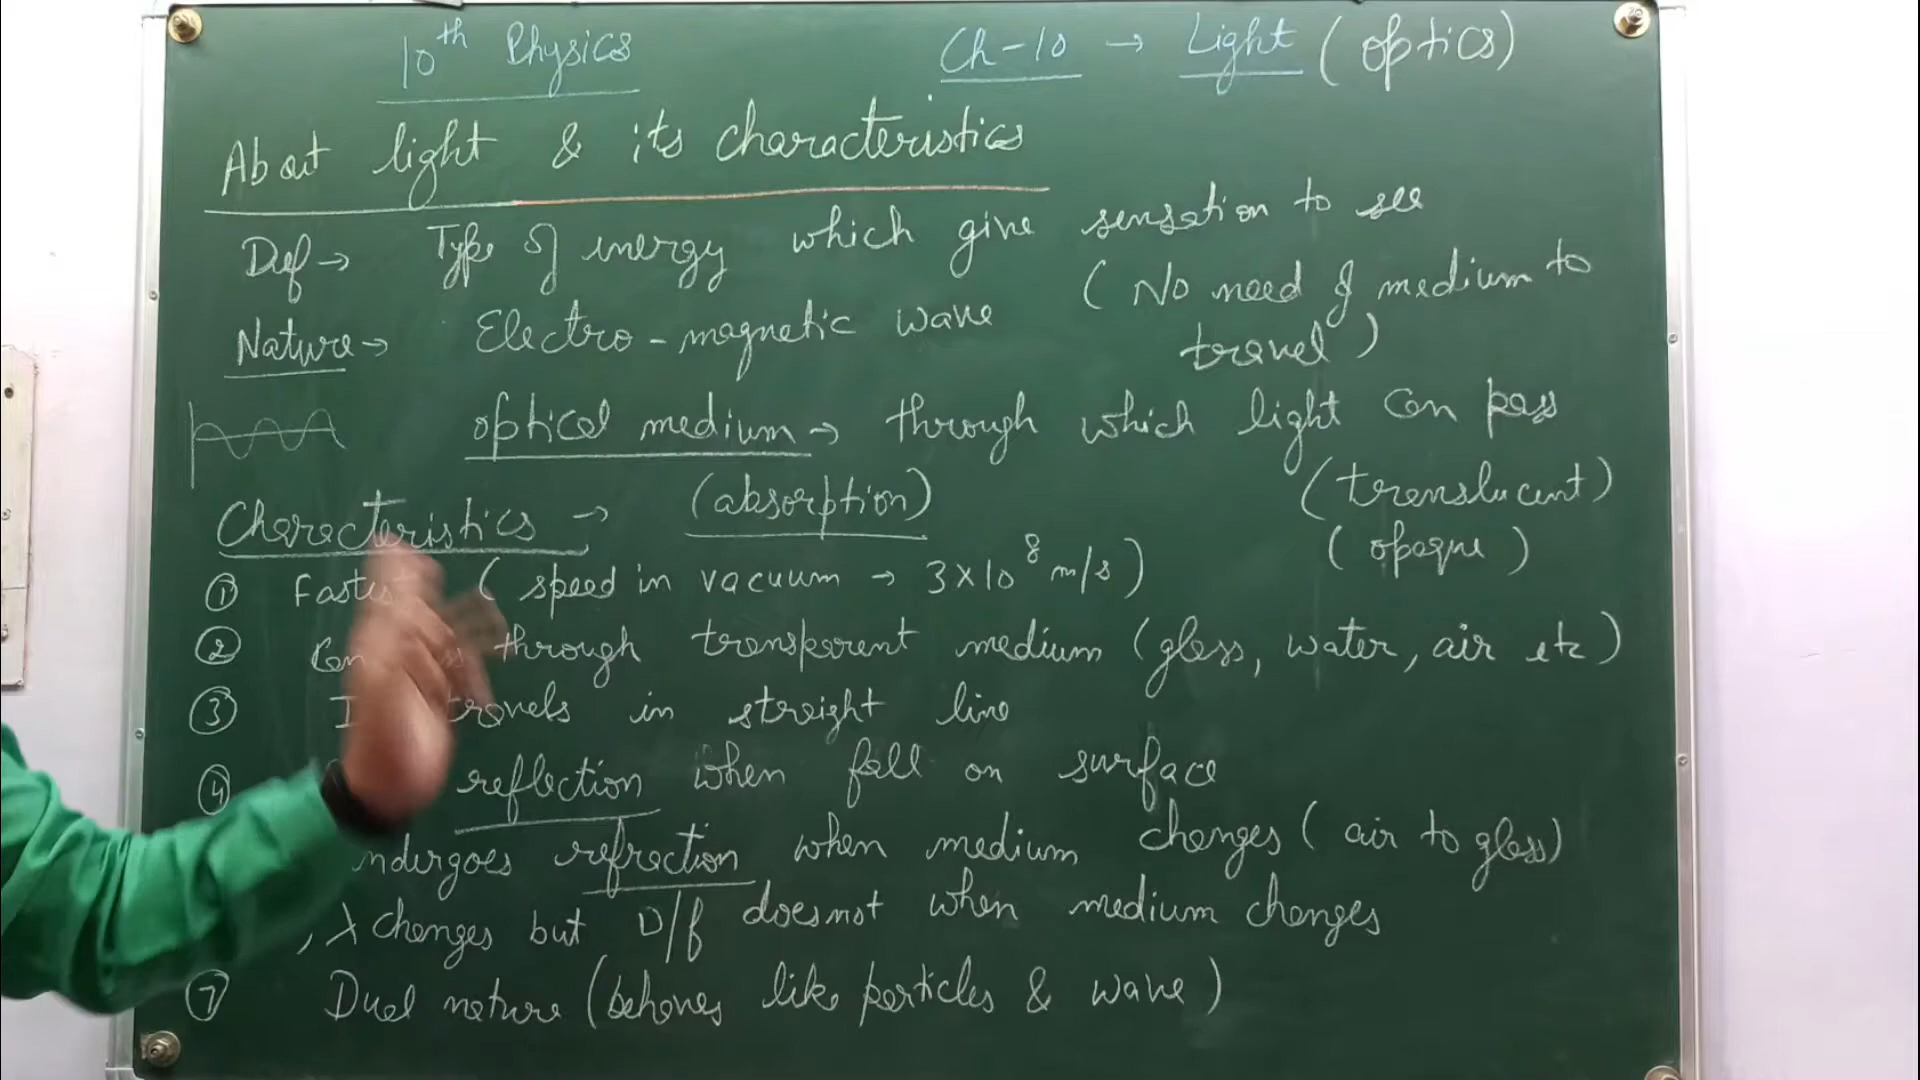 10th Physics
Ch-10 → Light (optics)
About light & its characteristics
Def → Type of energy which give sensation to see
Nature → Electro-magnetic wave (No need of medium to travel)
optical medium → through which light can pass
(translucent)
(opaque)
Characteristics → (absorption)
① (speed in vacuum → 3×10⁸ m/s)
② through transparent medium (glass, water, air etc)
③ travels in straight line
④ reflection when fall on surface
refraction when medium changes (air to glass)
, λ changes but υ/f does not when medium changes
⑦ Dual nature (behaves like particles & wave)